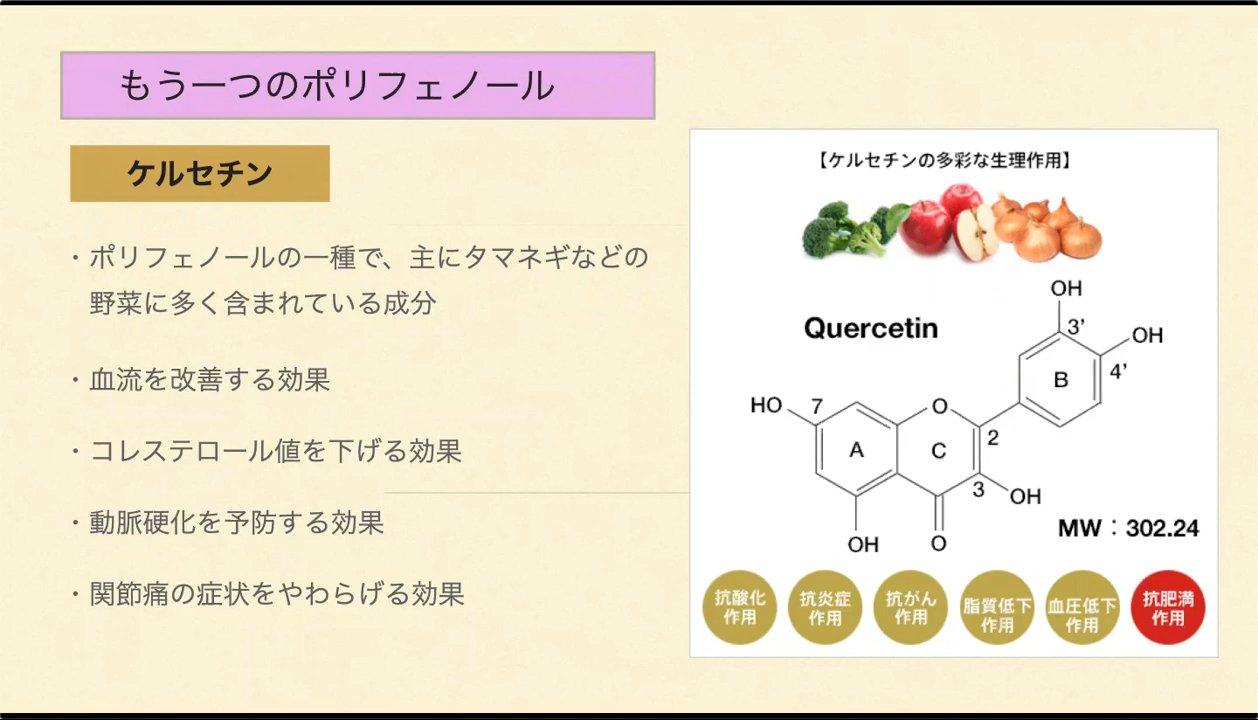 もう一つのポリフェノール
ケルセチン
・ポリフェノールの一種で、主にタマネギなどの
野菜に多く含まれている成分
・血流を改善する効果
・コレステロール値を下げる効果
・動脈硬化を予防する効果
・関節痛の症状をやわらげる効果
【ケルセチンの多彩な生理作用】
Quercetin
OH
3’
OH
B
4’
HO
7
O
A
C
2
3
OH
OH
O
MW：302.24
抗酸化
作用
抗炎症
作用
抗がん
作用
脂質低下
作用
血圧低下
作用
抗肥満
作用